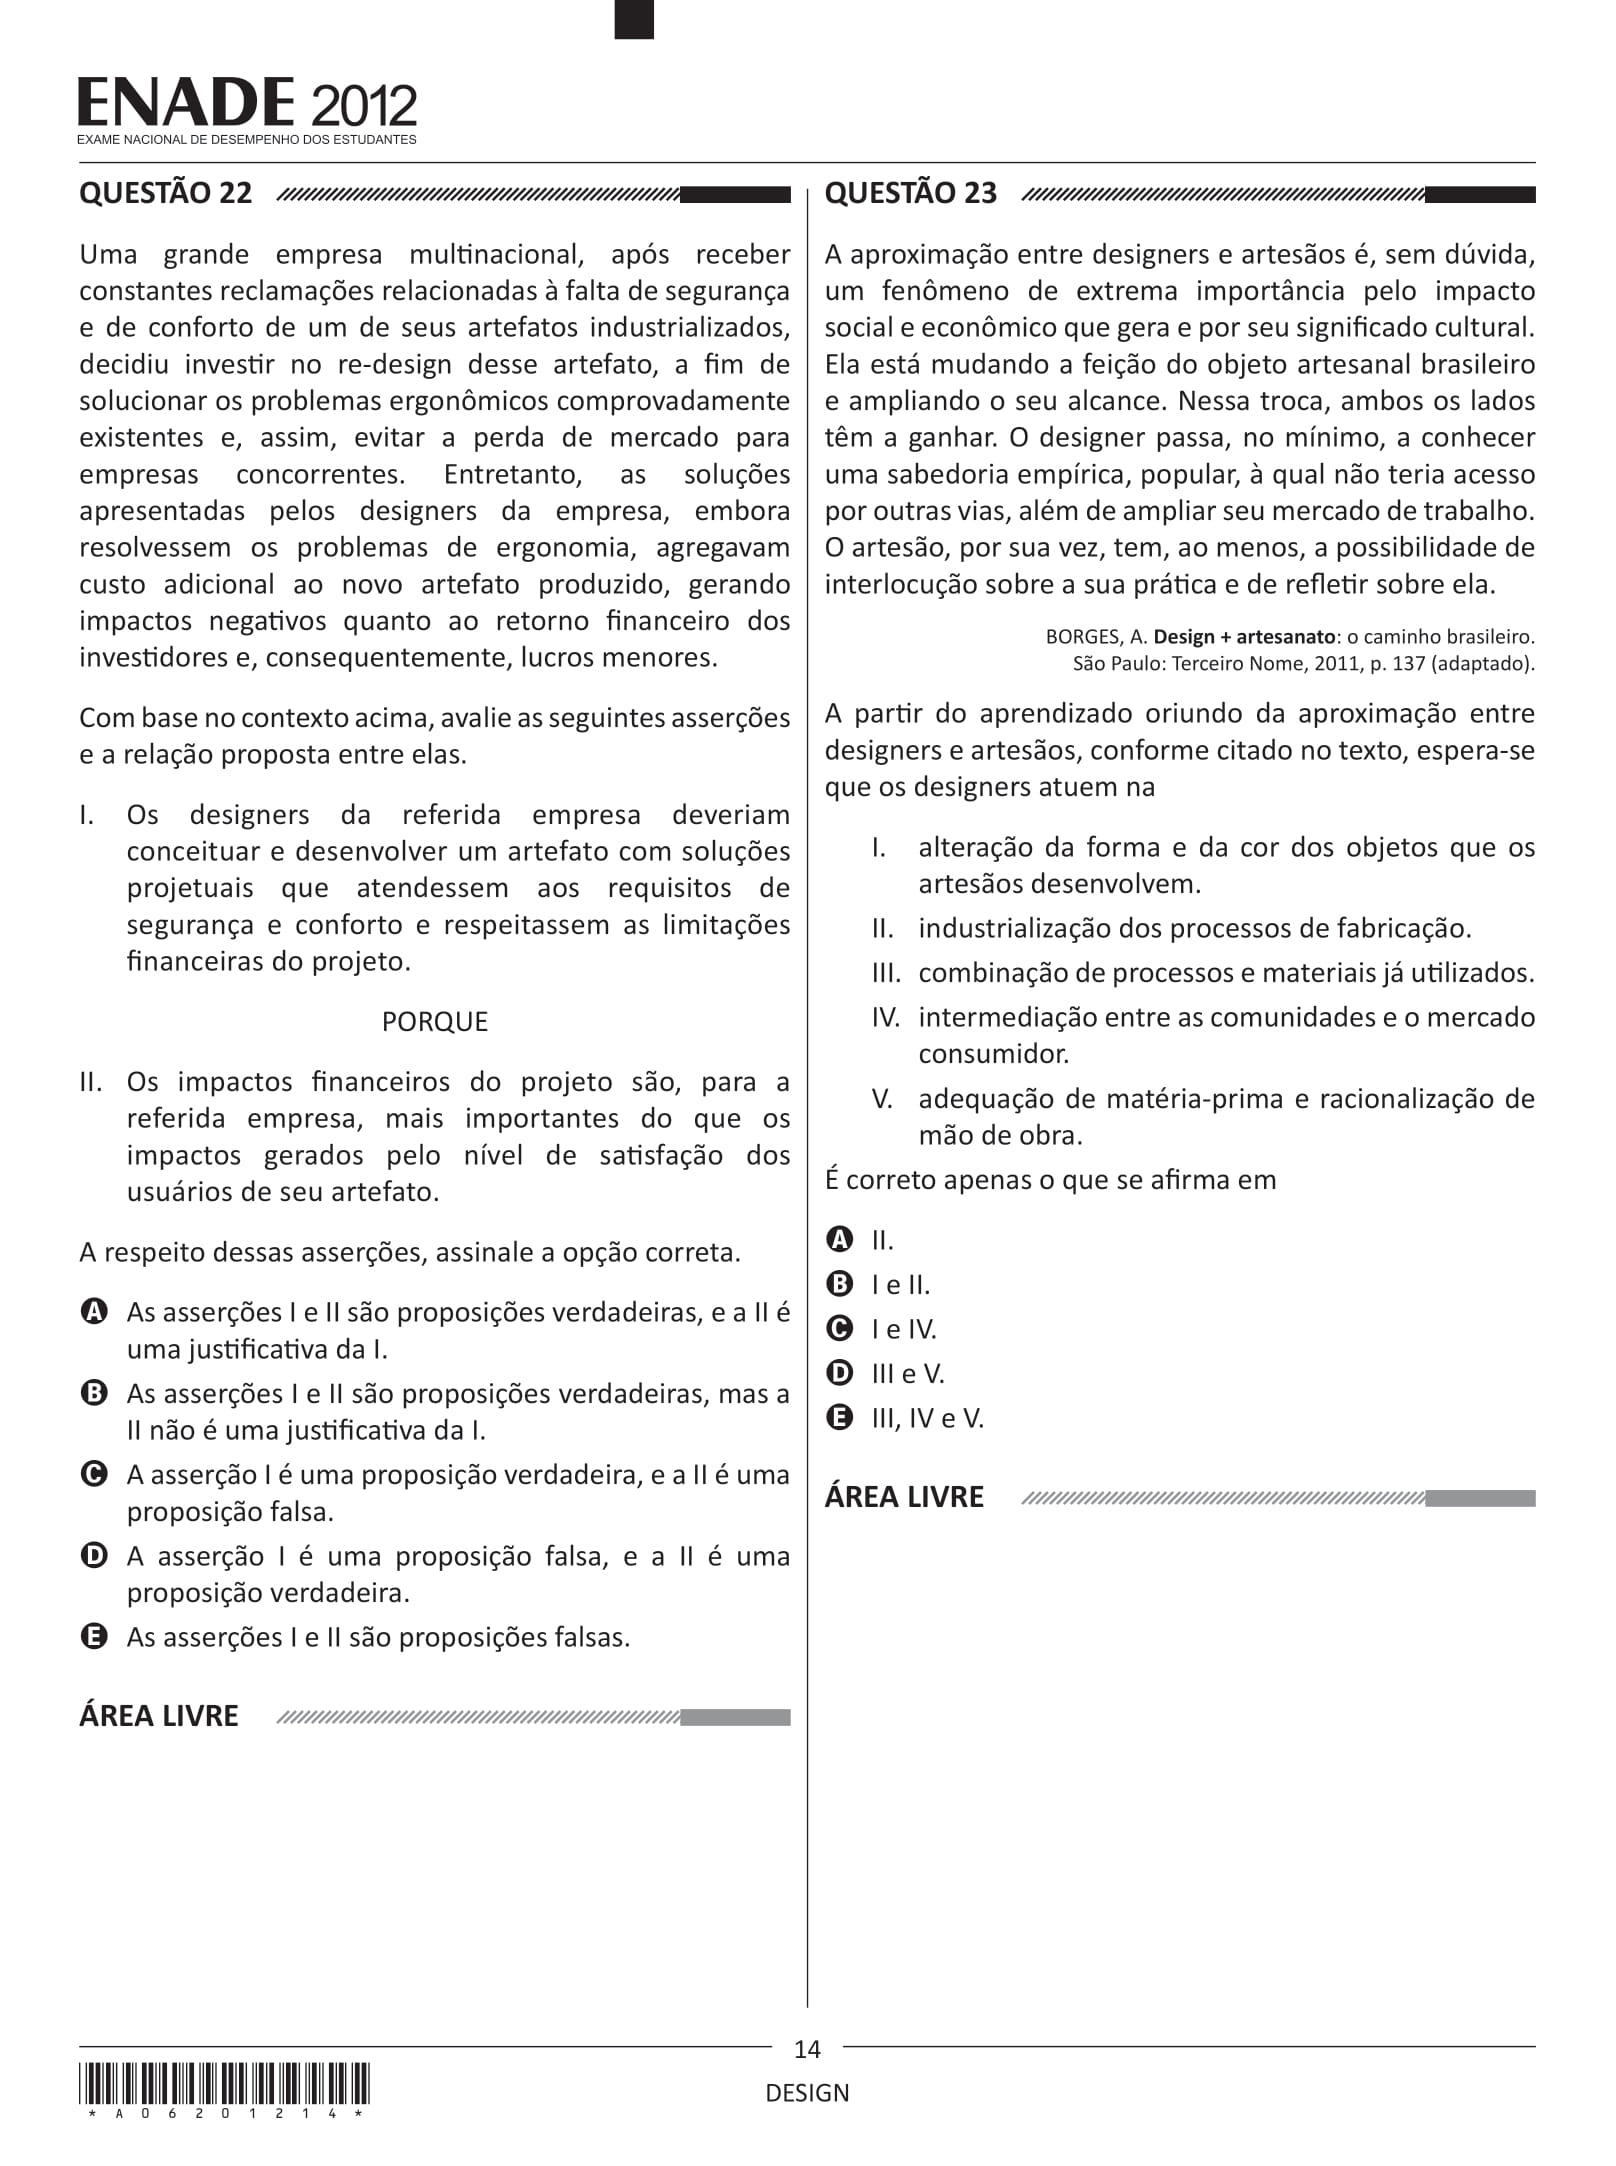 ENADE 2012
EXAME NACIONAL DE DESEMPENHO DOS ESTUDANTES
QUESTÃO 22
Uma grande empresa multinacional, após receber
constantes reclamações relacionadas à falta de segurança
e de conforto de um de seus artefatos industrializados,
decidiu investir no re-design desse artefato, a fim de
solucionar os problemas ergonômicos comprovadamente
existentes e, assim, evitar a perda de mercado para
empresas concorrentes. Entretanto, as soluções
apresentadas pelos designers da empresa, embora
resolvessem os problemas de ergonomia, agregavam
custo adicional ao novo artefato produzido, gerando
impactos negativos quanto ao retorno financeiro dos
investidores e, consequentemente, lucros menores.
Com base no contexto acima, avalie as seguintes asserções
e a relação proposta entre elas.
I. Os designers da referida empresa deveriam
conceituar e desenvolver um artefato com soluções
projetuais que atendessem aos requisitos de
segurança e conforto e respeitassem as limitações
financeiras do projeto.
PORQUE
II. Os impactos financeiros do projeto são, para a
referida empresa, mais importantes do que os
impactos gerados pelo nível de satisfação dos
usuários de seu artefato.
A respeito dessas asserções, assinale a opção correta.
A As asserções I e II são proposições verdadeiras, e a II é
uma justificativa da I.
B As asserções I e II são proposições verdadeiras, mas a
II não é uma justificativa da I.
C A asserção I é uma proposição verdadeira, e a II é uma
proposição falsa.
D A asserção I é uma proposição falsa, e a II é uma
proposição verdadeira.
E As asserções I e II são proposições falsas.
ÁREA LIVRE
QUESTÃO 23
A aproximação entre designers e artesãos é, sem dúvida,
um fenômeno de extrema importância pelo impacto
social e econômico que gera e por seu significado cultural.
Ela está mudando a feição do objeto artesanal brasileiro
e ampliando o seu alcance. Nessa troca, ambos os lados
têm a ganhar. O designer passa, no mínimo, a conhecer
uma sabedoria empírica, popular, à qual não teria acesso
por outras vias, além de ampliar seu mercado de trabalho.
O artesão, por sua vez, tem, ao menos, a possibilidade de
interlocução sobre a sua prática e de refletir sobre ela.
BORGES, A. Design + artesanato: o caminho brasileiro.
São Paulo: Terceiro Nome, 2011, p. 137 (adaptado).
A partir do aprendizado oriundo da aproximação entre
designers e artesãos, conforme citado no texto, espera-se
que os designers atuem na
I. alteração da forma e da cor dos objetos que os
artesãos desenvolvem.
II. industrialização dos processos de fabricação.
III. combinação de processos e materiais já utilizados.
IV. intermediação entre as comunidades e o mercado
consumidor.
V. adequação de matéria-prima e racionalização de
mão de obra.
É correto apenas o que se afirma em
A II.
B I e II.
C I e IV.
D III e V.
E III, IV e V.
ÁREA LIVRE
14
DESIGN
*A06201214*